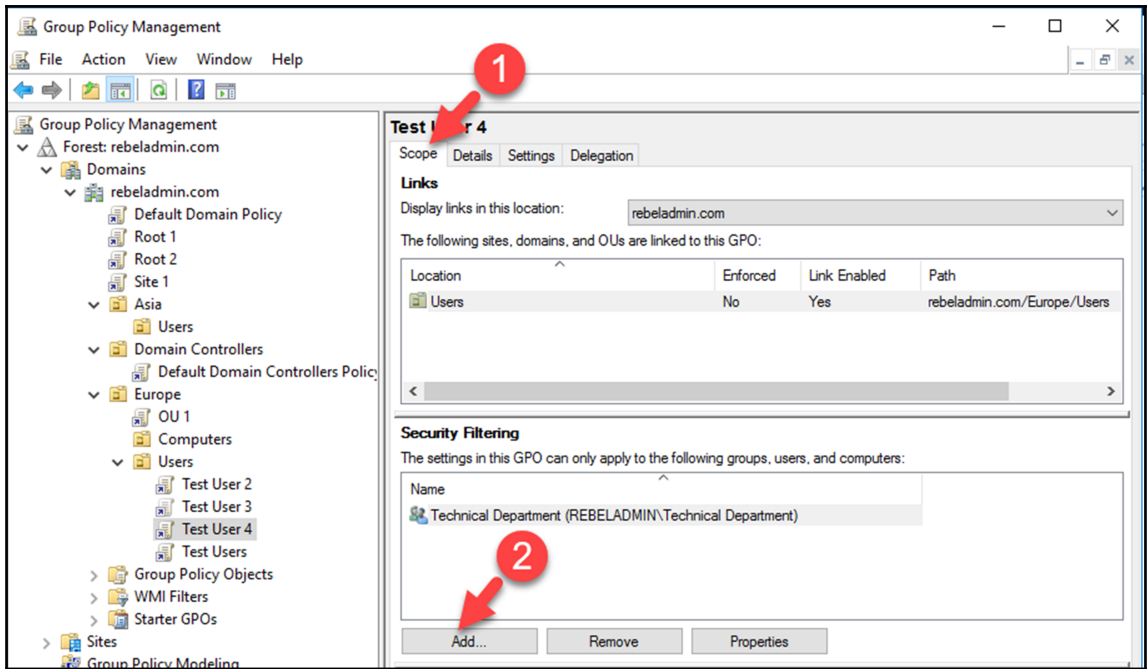 Group Policy Management
File Action View Window Help
1
Group Policy Management
Forest: rebeladmin.com
Domains
rebeladmin.com
Default Domain Policy
Root 1
Root 2
Site 1
Asia
Users
Domain Controllers
Default Domain Controllers Policy
Europe
OU 1
Computers
Users
Test User 2
Test User 3
Test User 4
Test Users
Group Policy Objects
WMI Filters
Starter GPOs
Sites
Group Policy Modeling
Test r 4
Scope Details Settings Delegation
Links
Display links in this location: rebeladmin.com
The following sites, domains, and OUs are linked to this GPO:
Location Enforced Link Enabled Path
Users No Yes rebeladmin.com/Europe/Users
Security Filtering
The settings in this GPO can only apply to the following groups, users, and computers:
Name
Technical Department (REBELADMIN\Technical Department)
2
Add... Remove Properties